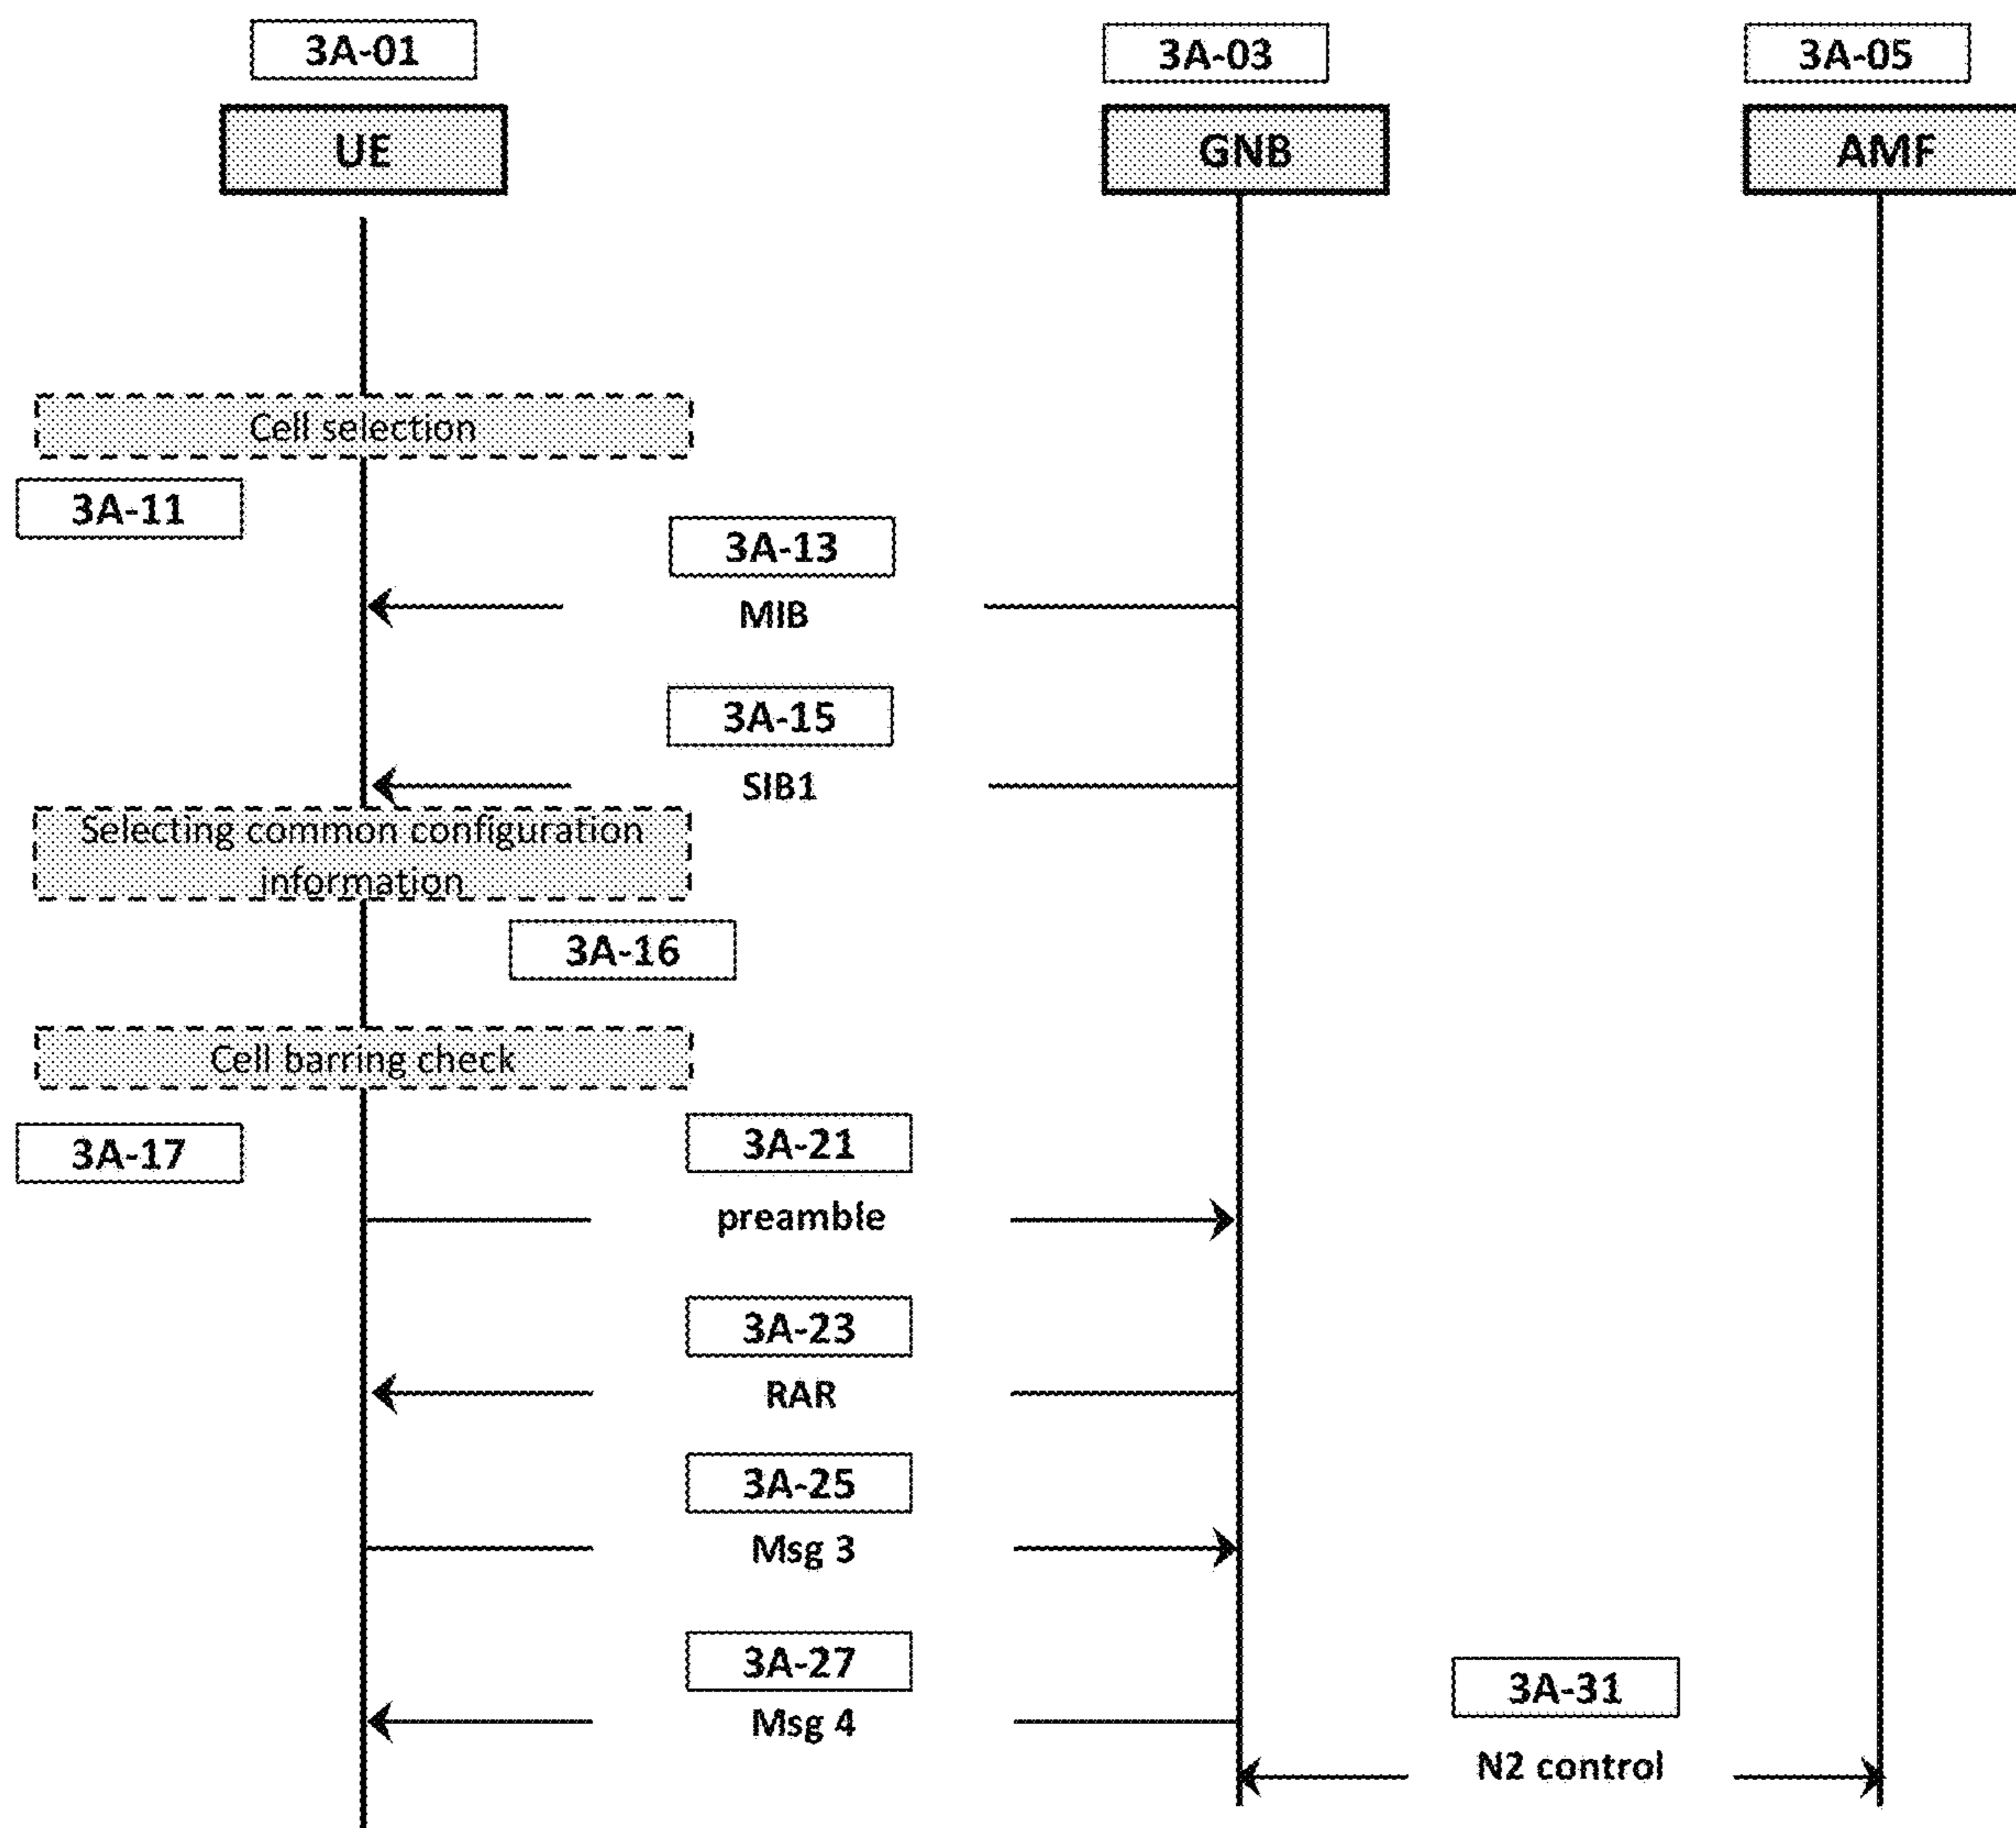 3A-01
3A-03
3A-05
UE
GNB
AMF
Cell selection
3A-11
3A-13
MIB
3A-15
SIB1
Selecting common configuration
information
3A-16
Cell barring check
3A-17
3A-21
preamble
3A-23
RAR
3A-25
Msg 3
3A-27
Msg 4
3A-31
N2 control